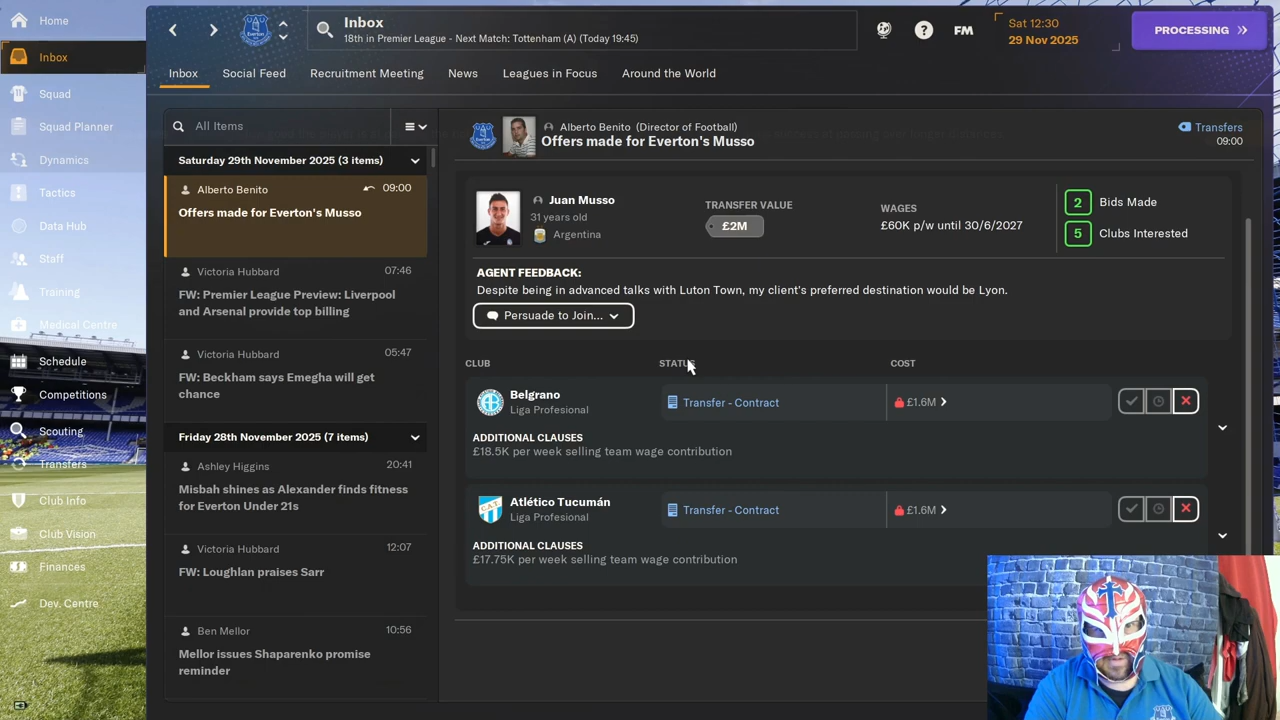 Home
Inbox
Squad
Squad Planner
Dynamics
Tactics
Data Hub
Staff
Training
Medical Centre
Schedule
Competitions
Scouting
Transfers
Club Info
Club Vision
Finances
Dev. Centre
Inbox
18th in Premier League - Next Match: Tottenham (A) (Today 19:45)
FM
Sat 12:30
29 Nov 2025
PROCESSING
Inbox
Social Feed
Recruitment Meeting
News
Leagues in Focus
Around the World
All Items
Saturday 29th November 2025 (3 items)
Alberto Benito
09:00
Offers made for Everton's Musso
Victoria Hubbard
07:46
FW: Premier League Preview: Liverpool
and Arsenal provide top billing
Victoria Hubbard
05:47
FW: Beckham says Emegha will get
chance
Friday 28th November 2025 (7 items)
Ashley Higgins
20:41
Misbah shines as Alexander finds fitness
for Everton Under 21s
Victoria Hubbard
12:07
FW: Loughlan praises Sarr
Ben Mellor
10:56
Mellor issues Shaparenko promise
reminder
Alberto Benito (Director of Football)
Offers made for Everton's Musso
Transfers
09:00
Juan Musso
31 years old
Argentina
TRANSFER VALUE
£2M
WAGES
£60K p/w until 30/6/2027
2 Bids Made
5 Clubs Interested
AGENT FEEDBACK:
Despite being in advanced talks with Luton Town, my client's preferred destination would be Lyon.
Persuade to Join...
CLUB
STATUS
COST
Belgrano
Liga Profesional
Transfer - Contract
£1.6M
ADDITIONAL CLAUSES
£18.5K per week selling team wage contribution
Atlético Tucumán
Liga Profesional
Transfer - Contract
£1.6M
ADDITIONAL CLAUSES
£17.75K per week selling team wage contribution